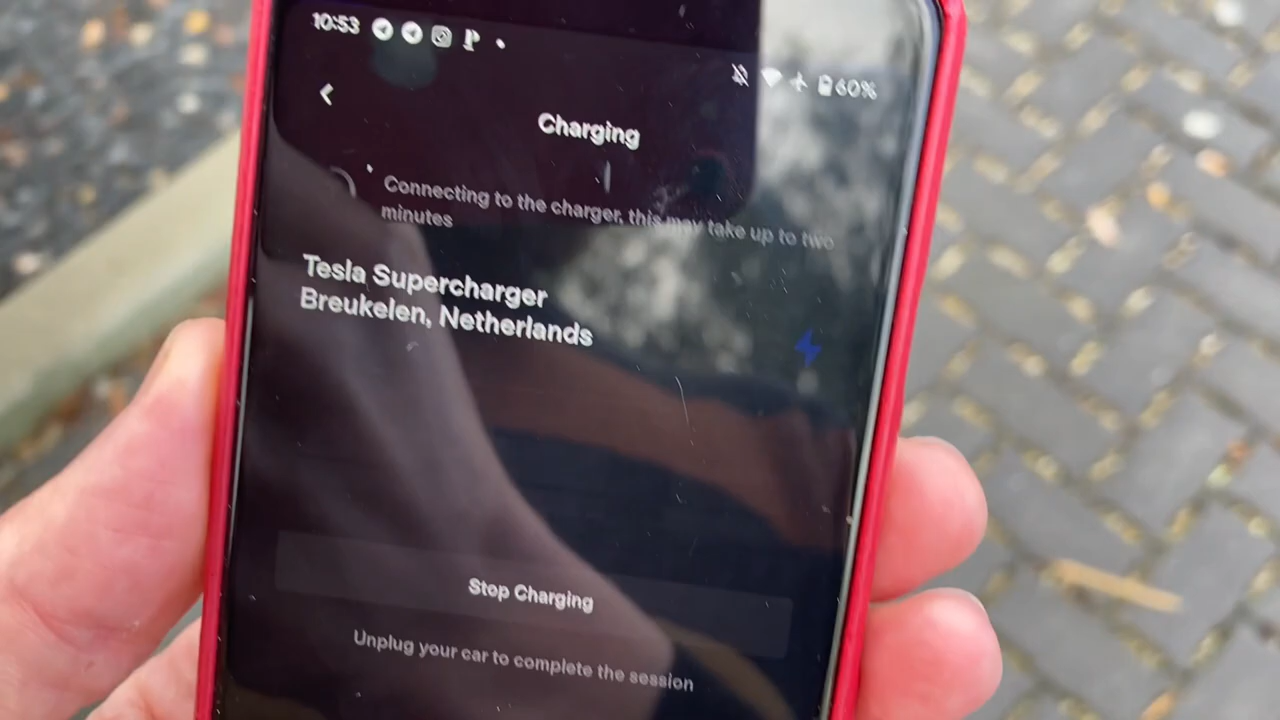 10:53
60%
Charging
Connecting to the charger, this may take up to two
minutes
Tesla Supercharger
Breukelen, Netherlands
Stop Charging
Unplug your car to complete the session